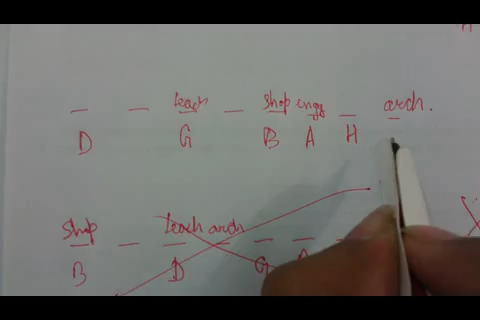 teach shop engg arch.
D G B A H
shop teach arch
B D G